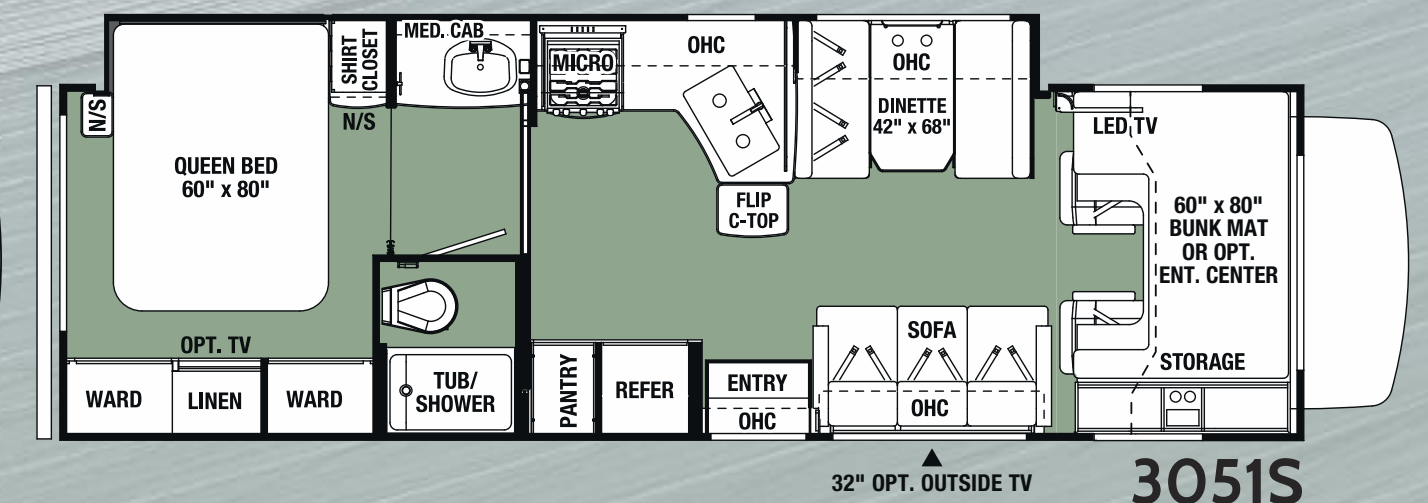 N/S
QUEEN BED
60" x 80"
SHIRT
CLOSET
N/S
MED. CAB
MICRO
OHC
FLIP
C-TOP
OHC
DINETTE
42" x 68"
LED TV
60" x 80"
BUNK MAT
OR OPT.
ENT. CENTER
STORAGE
OPT. TV
WARD
LINEN
WARD
TUB/
SHOWER
PANTRY
REFER
ENTRY
OHC
SOFA
OHC
32" OPT. OUTSIDE TV
3051S